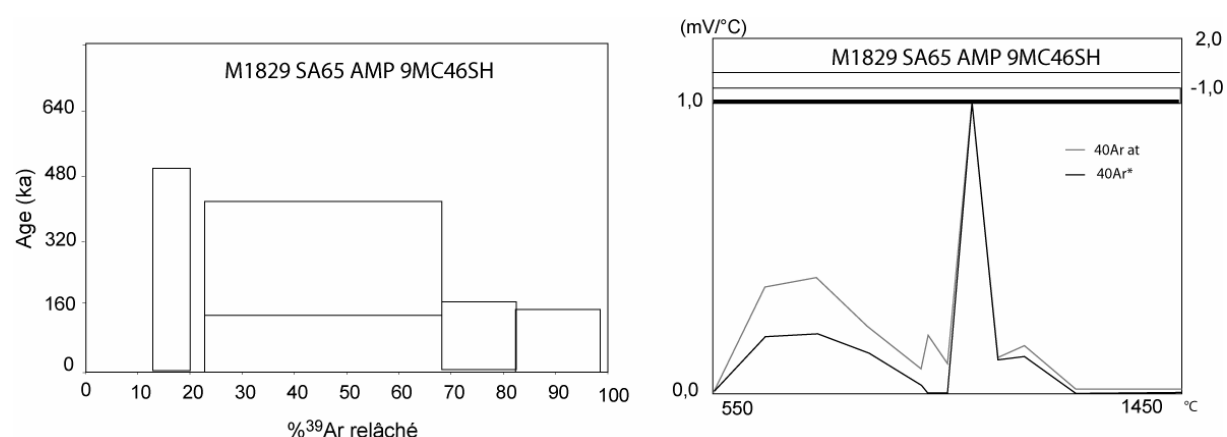 M1829 SA65 AMP 9MC46SH
Age (ka)
640
480
320
160
0
0 10 20 30 40 50 60 70 80 90 100
%³⁹Ar relâché
(mV/°C)
M1829 SA65 AMP 9MC46SH
2,0
-1,0
1,0
40Ar at
40Ar*
0,0
550 1450 °C